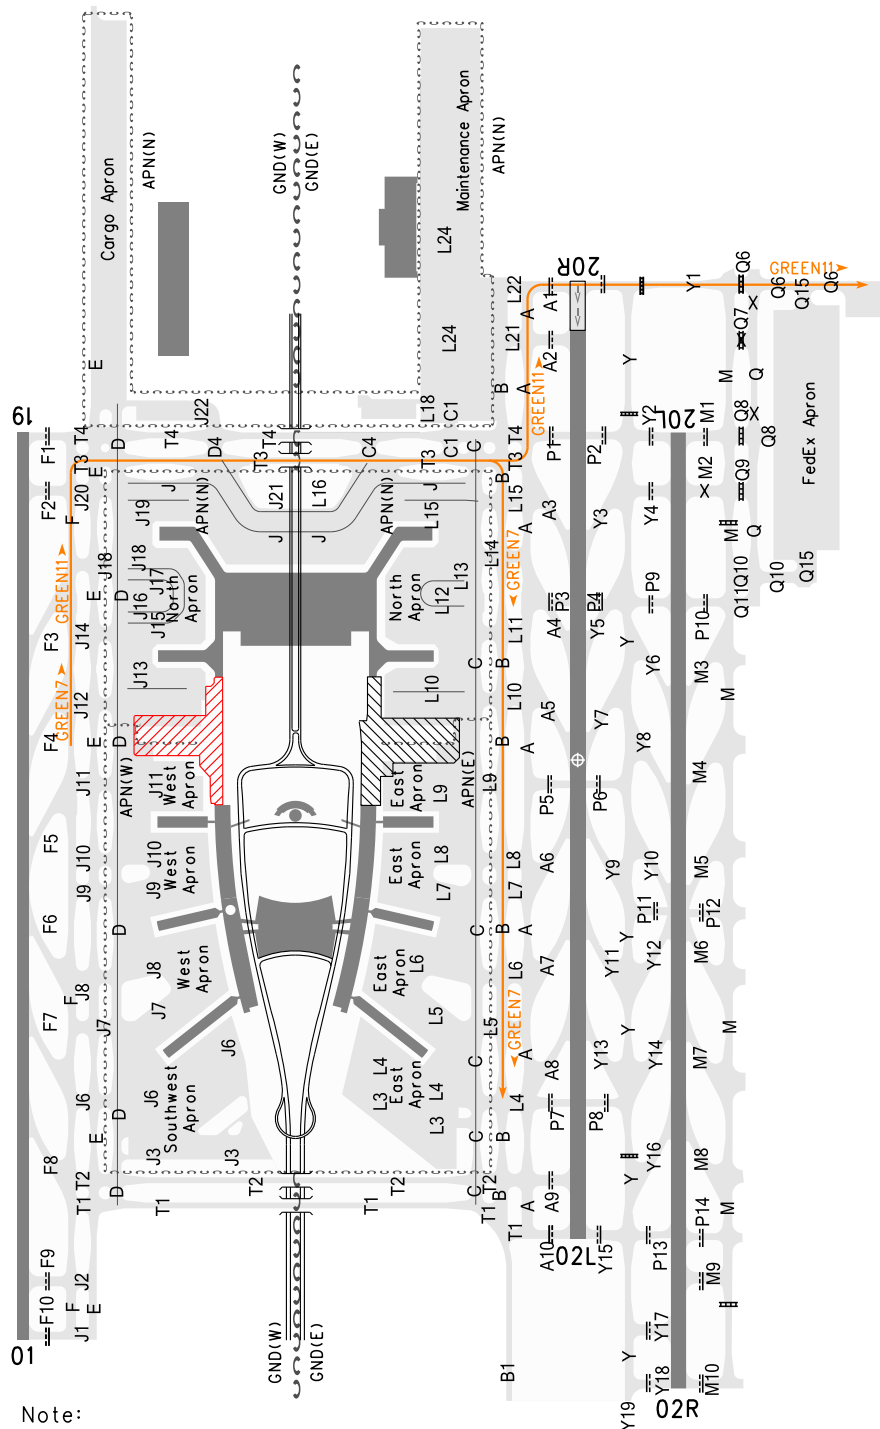 GND(W)
GND(E)
APN(N)
Cargo Apron
Maintenance Apron
APN(N)
L24
L24
E
J22
L18
C1
20R
GREEN11
Q6
Q6
Q15
Q6
Y1
L22
A1
A
X
L21
A2
Q7
Y
M
Q
B
A
GREEN11
FedEx Apron
19
F1
T4
D
T4
D4
T4
C4
C1
C
T4
P1
P2
Y2
20L
M1
Q8
X
Q8
T3
E
T3
T3
B
T3
M2
X
Q9
F2
J20
F
J19
J
APN(N)
J21
L16
APN(N)
J
L15
L15
A
A3
Y3
Y4
M
Q
J
J
GREEN11
J18
J18
J17
J16
J15
North
Apron
North
Apron
L12
L13
L14
GREEN7
E
D
P3
A4
P4
Y5
P9
P10
Q11
Q10
Q10
Q15
F3
J14
L11
Y
C
B
Y6
M3
M
GREEN7
J12
J13
L10
L10
A5
Y7
F4
E
D
B
A
Y8
J11
APN(W)
J11
West
Apron
East
Apron
L9
APN(E)
L9
P5
P6
M4
F5
J10
J10
J9
West
Apron
East
Apron
L8
L7
L8
L7
A6
Y9
Y10
M5
J9
F6
D
C
B
A
P11
P12
Y
J8
West
Apron
East
Apron
L6
L6
A7
Y11
Y12
M6
F
J8
J7
F7
J7
J6
L5
L5
GREEN7
A
Y
M
C
A8
Y13
Y14
M7
J6
D
E
J6
Southwest
Apron
L3
L4
East
Apron
L4
L3
L4
P7
P8
C
B
F8
J3
J3
Y16
M8
Y
T1
T2
D
T1
T2
T1
T2
C
T1
T2
B
A
A9
P14
M
T1
A10
02L
Y15
P13
F9
J2
M9
F10
F
E
J1
01
GND(W)
GND(E)
B1
Y17
Y
Y18
M10
Y19
02R
Note: